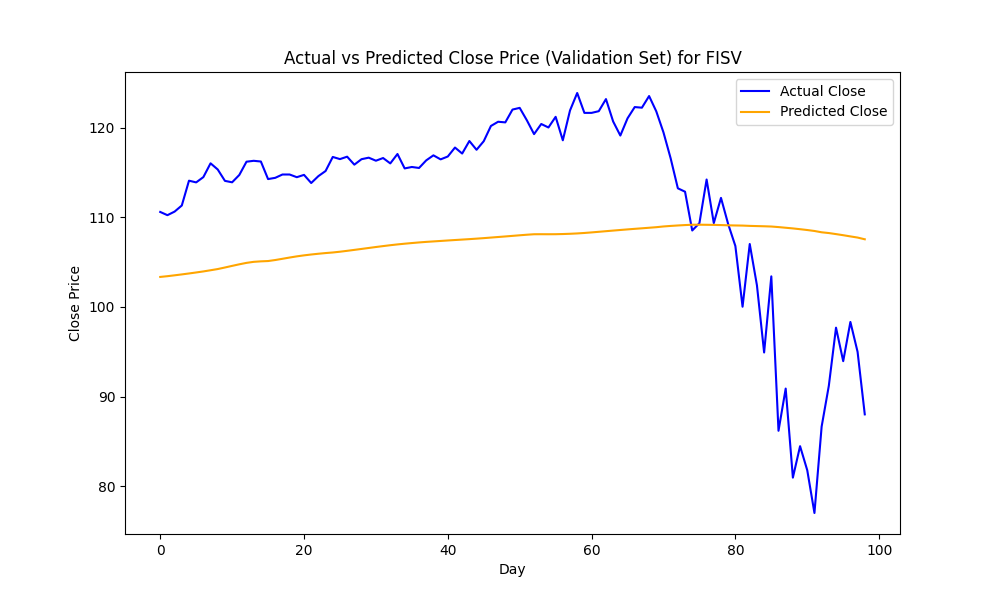 Actual vs Predicted Close Price (Validation Set) for FISV
Actual Close
Predicted Close
Close Price
120
110
100
90
80
0 20 40 60 80 100
Day